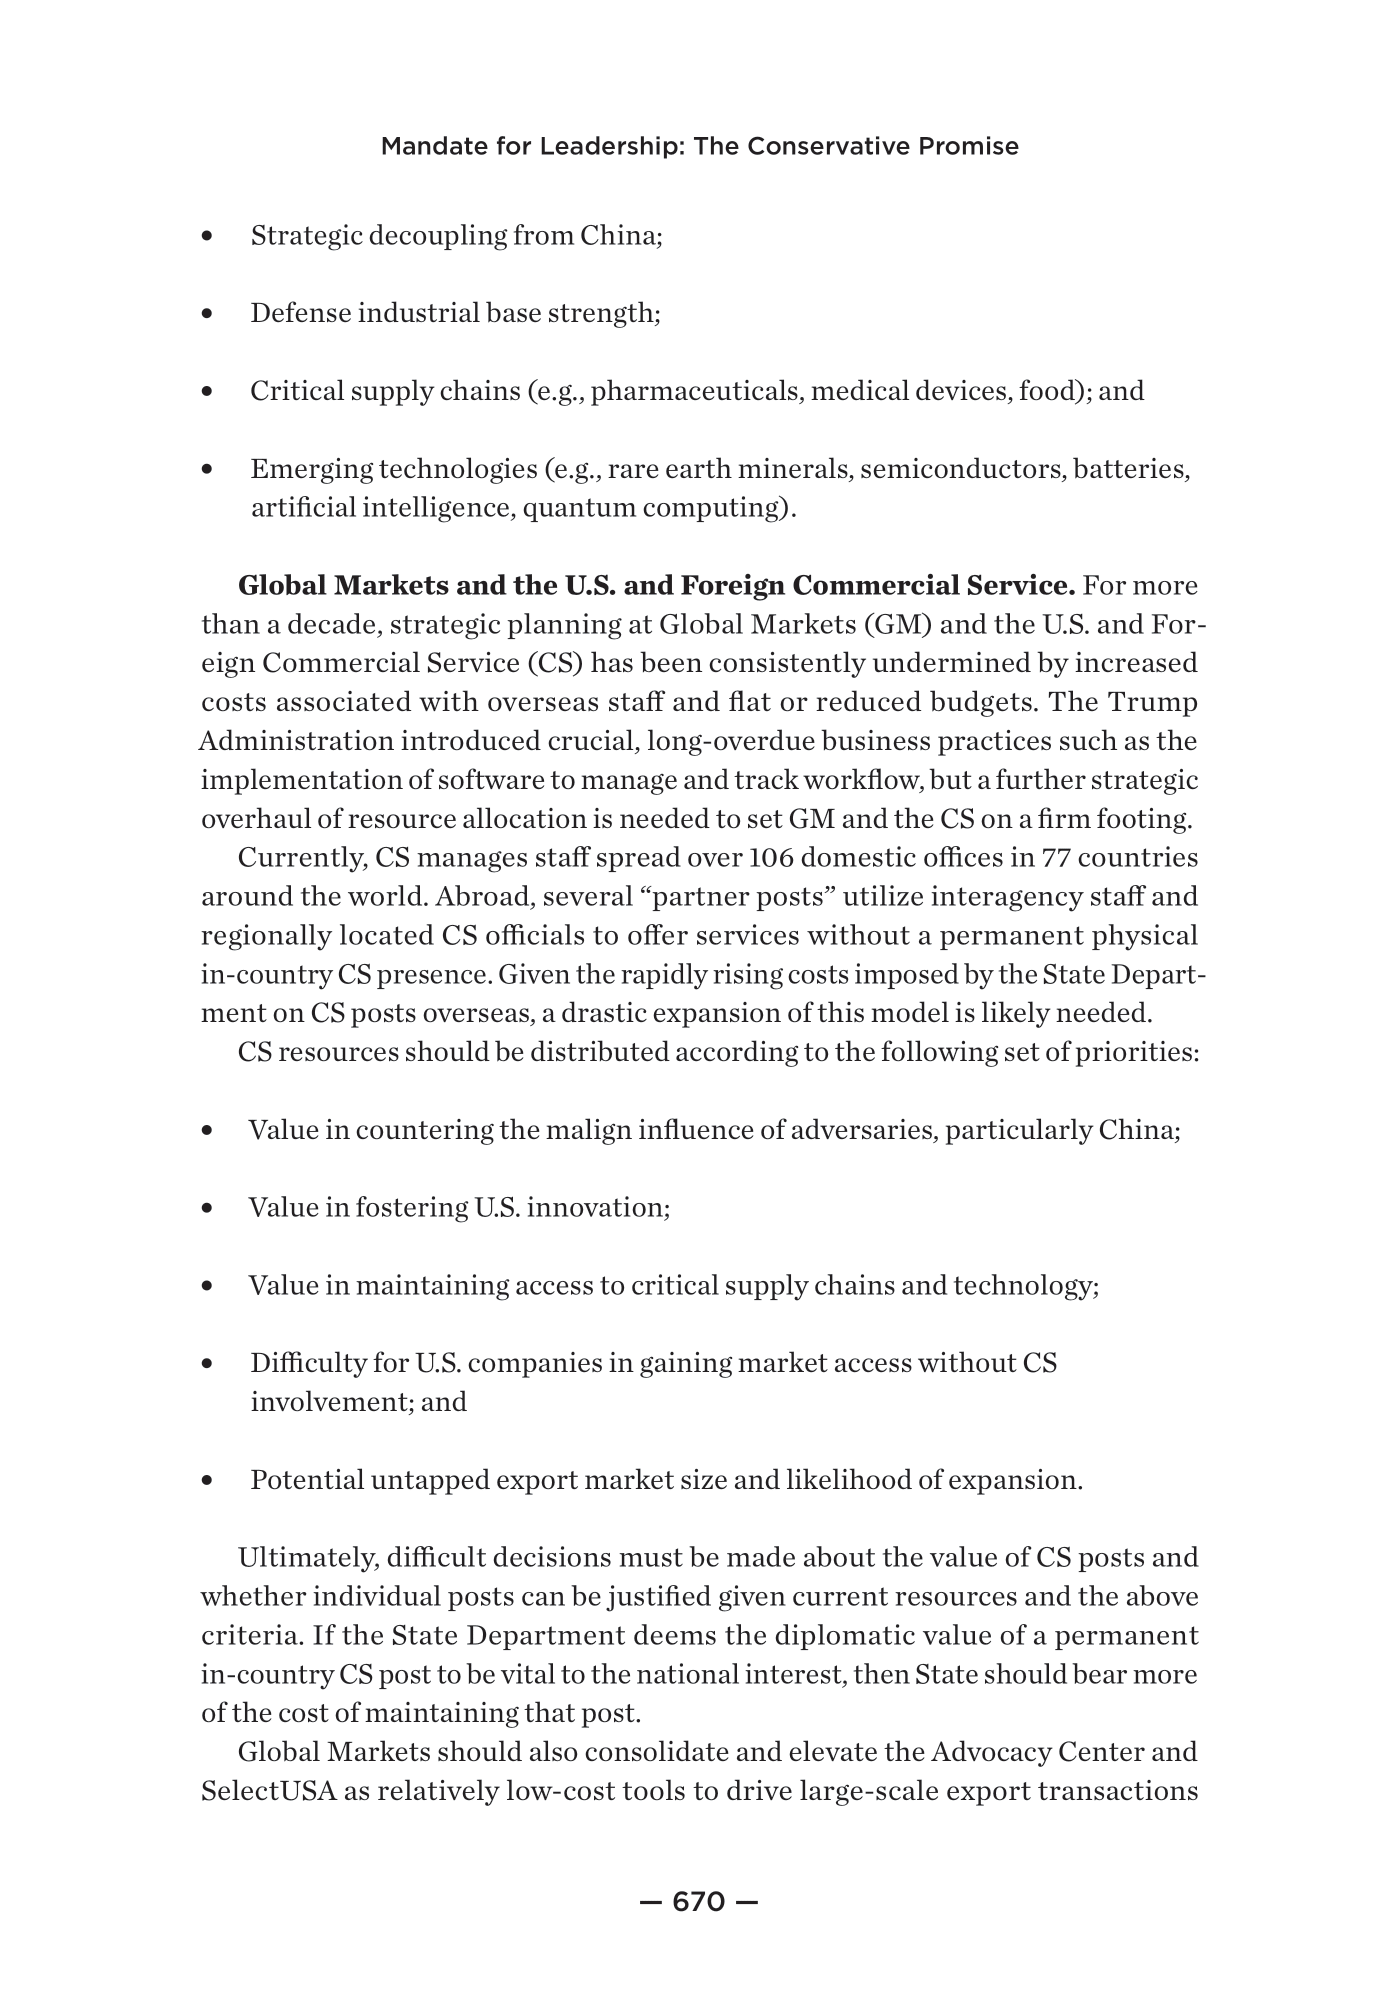 Mandate for Leadership: The Conservative Promise
• Strategic decoupling from China;
• Defense industrial base strength;
• Critical supply chains (e.g., pharmaceuticals, medical devices, food); and
• Emerging technologies (e.g., rare earth minerals, semiconductors, batteries,
artificial intelligence, quantum computing).
Global Markets and the U.S. and Foreign Commercial Service. For more
than a decade, strategic planning at Global Markets (GM) and the U.S. and For-
eign Commercial Service (CS) has been consistently undermined by increased
costs associated with overseas staff and flat or reduced budgets. The Trump
Administration introduced crucial, long-overdue business practices such as the
implementation of software to manage and track workflow, but a further strategic
overhaul of resource allocation is needed to set GM and the CS on a firm footing.
Currently, CS manages staff spread over 106 domestic offices in 77 countries
around the world. Abroad, several “partner posts” utilize interagency staff and
regionally located CS officials to offer services without a permanent physical
in-country CS presence. Given the rapidly rising costs imposed by the State Depart-
ment on CS posts overseas, a drastic expansion of this model is likely needed.
CS resources should be distributed according to the following set of priorities:
• Value in countering the malign influence of adversaries, particularly China;
• Value in fostering U.S. innovation;
• Value in maintaining access to critical supply chains and technology;
• Difficulty for U.S. companies in gaining market access without CS
involvement; and
• Potential untapped export market size and likelihood of expansion.
Ultimately, difficult decisions must be made about the value of CS posts and
whether individual posts can be justified given current resources and the above
criteria. If the State Department deems the diplomatic value of a permanent
in-country CS post to be vital to the national interest, then State should bear more
of the cost of maintaining that post.
Global Markets should also consolidate and elevate the Advocacy Center and
SelectUSA as relatively low-cost tools to drive large-scale export transactions
— 670 —